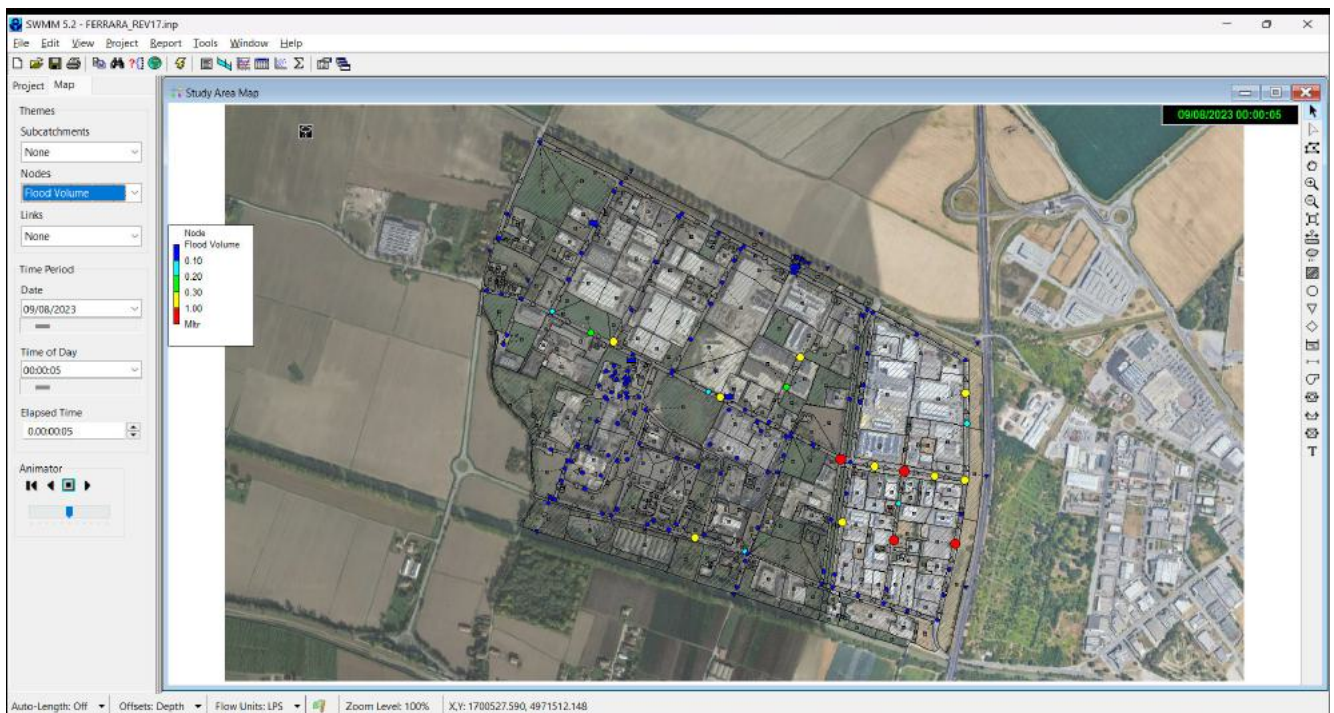 SWMM 5.2 - FERRARA_REV17.inp
File Edit View Project Report Tools Window Help
Project Map
Study Area Map
09/08/2023 00:00:05
Themes
Subcatchments
None
Nodes
Flood Volume
Links
None
Node
Flood Volume
0.10
0.20
0.30
1.00
Mltr
Time Period
Date
09/08/2023
Time of Day
00:00:05
Elapsed Time
0.00:00:05
Animator
T
Auto-Length: Off Offsets: Depth Flow Units: LPS Zoom Level: 100% X,Y: 1700527.590, 4971512.148